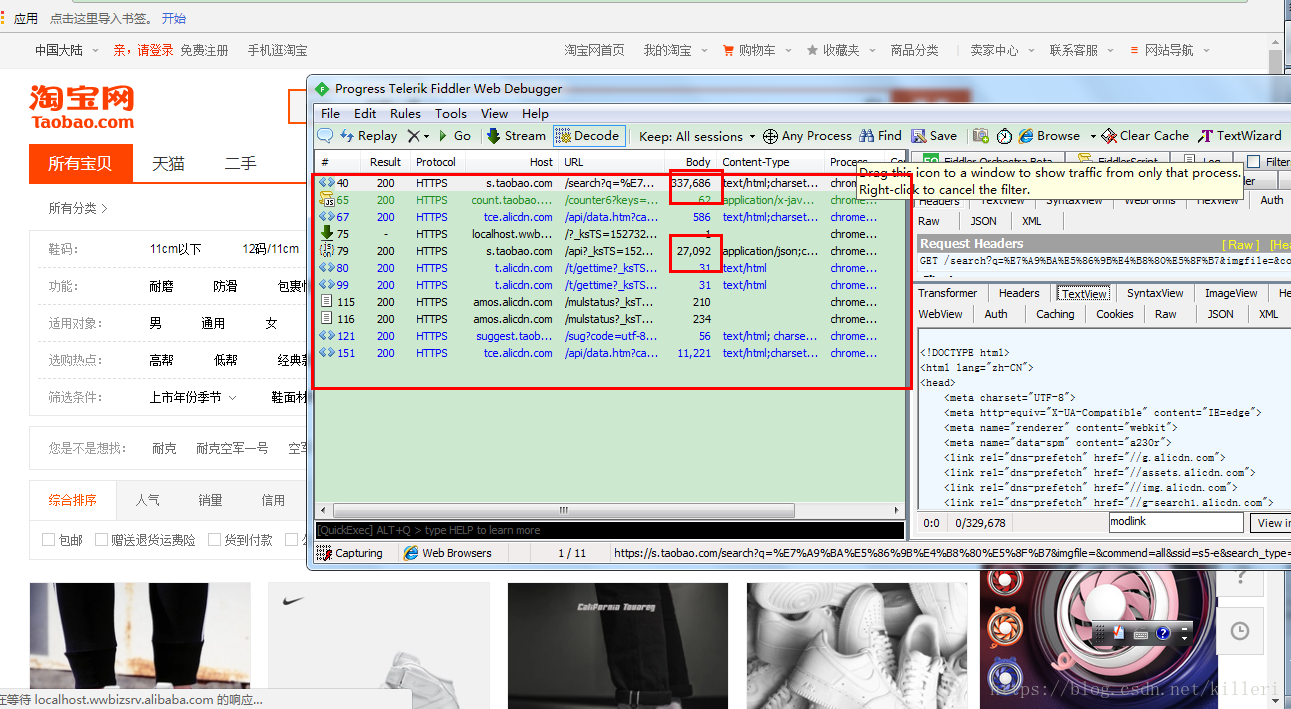 应用 点击这里导入书签。 开始
中国大陆 亲，请登录 免费注册 手机逛淘宝 淘宝网首页 我的淘宝 购物车 收藏夹 商品分类 卖家中心 联系客服 网站导航
淘宝网
Taobao.com
所有宝贝 天猫 二手
所有分类
鞋码： 11cm以下 12码/11cm
功能： 耐磨 防滑
适用对象： 男 通用 女
选购热点： 高帮 低帮
筛选条件： 上市年份季节
您是不是想找： 耐克 耐克空军一号
综合排序 人气 销量 信用
包邮 赠送退货运费险 货到付款
Progress Telerik Fiddler Web Debugger
File Edit Rules Tools View Help
Replay Go Stream Decode Keep: All sessions Any Process Find Save Browse Clear Cache TextWizard
# Result Protocol Host URL Body Content-Type Process
40 200 HTTPS s.taobao.com /search?q=%E7... 337,686 text/html;charset...
65 200 HTTPS count.taobao.... /counter6?keys=... 62 application/x-jav... chrome...
67 200 HTTPS tce.alicdn.com /api/data.htm?ca... 586 text/html;charset... chrome...
75 - HTTPS localhost.wwb... /?_ksTS=152732... -1 chrome...
79 200 HTTPS s.taobao.com /api?_ksTS=152... 27,092 application/json;c... chrome...
80 200 HTTPS t.alicdn.com /t/gettime?_ksTS... 31 text/html chrome...
99 200 HTTPS t.alicdn.com /t/gettime?_ksTS... 31 text/html chrome...
115 200 HTTPS amos.alicdn.com /mulstatus?_ksT... 210 chrome...
116 200 HTTPS amos.alicdn.com /mulstatus?_ksT... 234 chrome...
121 200 HTTPS suggest.taob... /sug?code=utf-8... 56 text/html; charse... chrome...
151 200 HTTPS tce.alicdn.com /api/data.htm?ca... 11,221 text/html;charset... chrome...
[QuickExec] ALT+Q > type HELP to learn more
Capturing Web Browsers 1 / 11 https://s.taobao.com/search?q=%E7%A9%BA%E5%86%9B%E4%B8%80%E5%8F%B7&imgfile=&commend=all&ssid=s5-e&search_type=
Drag this icon to a window to show traffic from only that process.
Right-click to cancel the filter.
Headers TextView SyntaxView WebForms HexView Auth
Raw JSON XML
Request Headers [ Raw ]
GET /search?q=%E7%A9%BA%E5%86%9B%E4%B8%80%E5%8F%B7&imgfile=&co
Transformer Headers TextView SyntaxView ImageView
WebView Auth Caching Cookies Raw JSON XML
<!DOCTYPE html>
<html lang="zh-CN">
<head>
<meta charset="UTF-8">
<meta http-equiv="X-UA-Compatible" content="IE=edge">
<meta name="renderer" content="webkit">
<meta name="data-spm" content="a230r">
<link rel="dns-prefetch" href="//g.alicdn.com">
<link rel="dns-prefetch" href="//assets.alicdn.com">
<link rel="dns-prefetch" href="//img.alicdn.com">
<link rel="dns-prefetch" href="//g-search1.alicdn.com">
0:0 0/329,678 modlink View in
在等待 localhost.wwbizsrv.alibaba.com 的响应...
https://blog.csdn.net/killeri